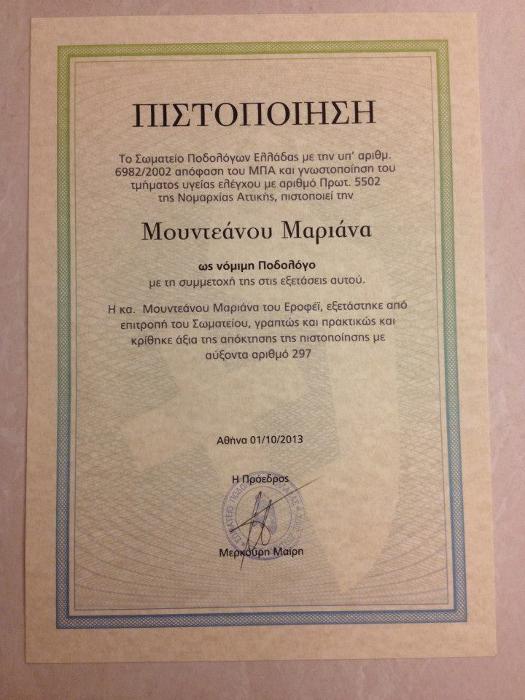 ΠΙΣΤΟΠΟΙΗΣΗ
Το Σωματείο Ποδολόγων Ελλάδας με την υπ' αριθμ.
6982/2002 απόφαση του ΜΠΑ και γνωστοποίηση του
τμήματος υγείας ελέγχου με αριθμό Πρωτ. 5502
της Νομαρχίας Αττικής, πιστοποιεί την
Μουντεάνου Μαριάνα
ως νόμιμη Ποδολόγο
με τη συμμετοχή της στις εξετάσεις αυτού.
Η κα. Μουντεάνου Μαριάνα του Εροφέϊ, εξετάστηκε από
επιτροπή του Σωματείου, γραπτώς και πρακτικώς και
κρίθηκε άξια της απόκτησης της πιστοποίησης με
αύξοντα αριθμό 297
Αθήνα 01/10/2013
Η Πρόεδρος
Μερκούρη Μαίρη